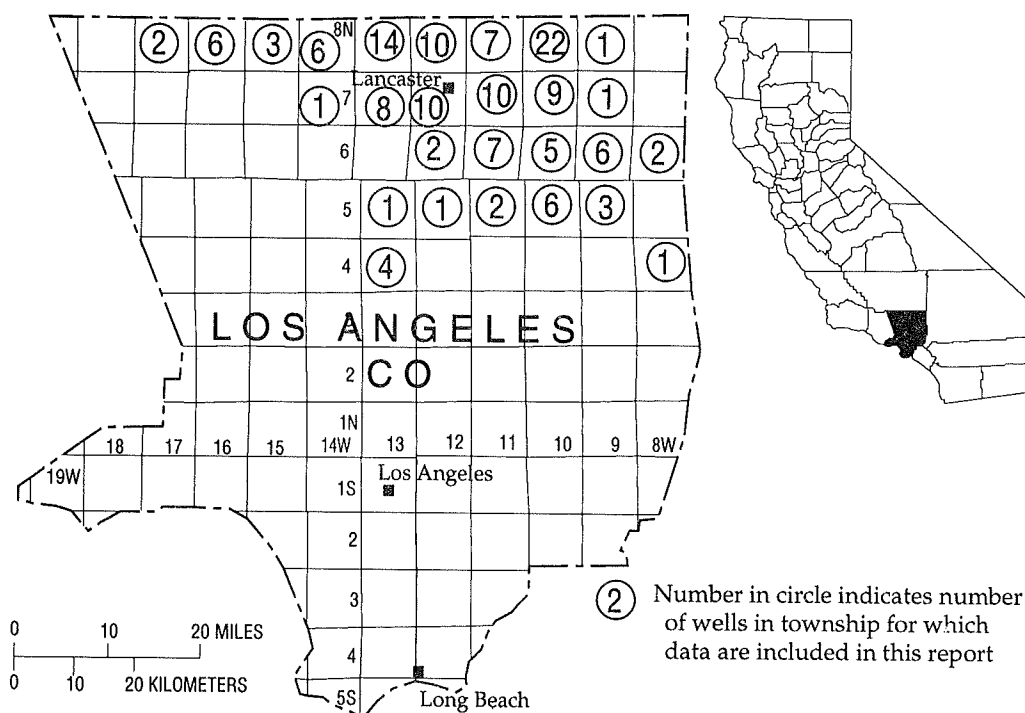 8N
2 6 3 6 14 10 7 22 1
Lancaster
7
1 8 10 10 9 1
6
2 7 5 6 2
5
1 1 2 6 3
4
4 1
LOS ANGELES
2
CO
1N
18 17 16 15 14W 13 12 11 10 9 8W
19W
Los Angeles
1S
2
3
4
5S
Long Beach
0 10 20 MILES
0 10 20 KILOMETERS
2
Number in circle indicates number
of wells in township for which
data are included in this report